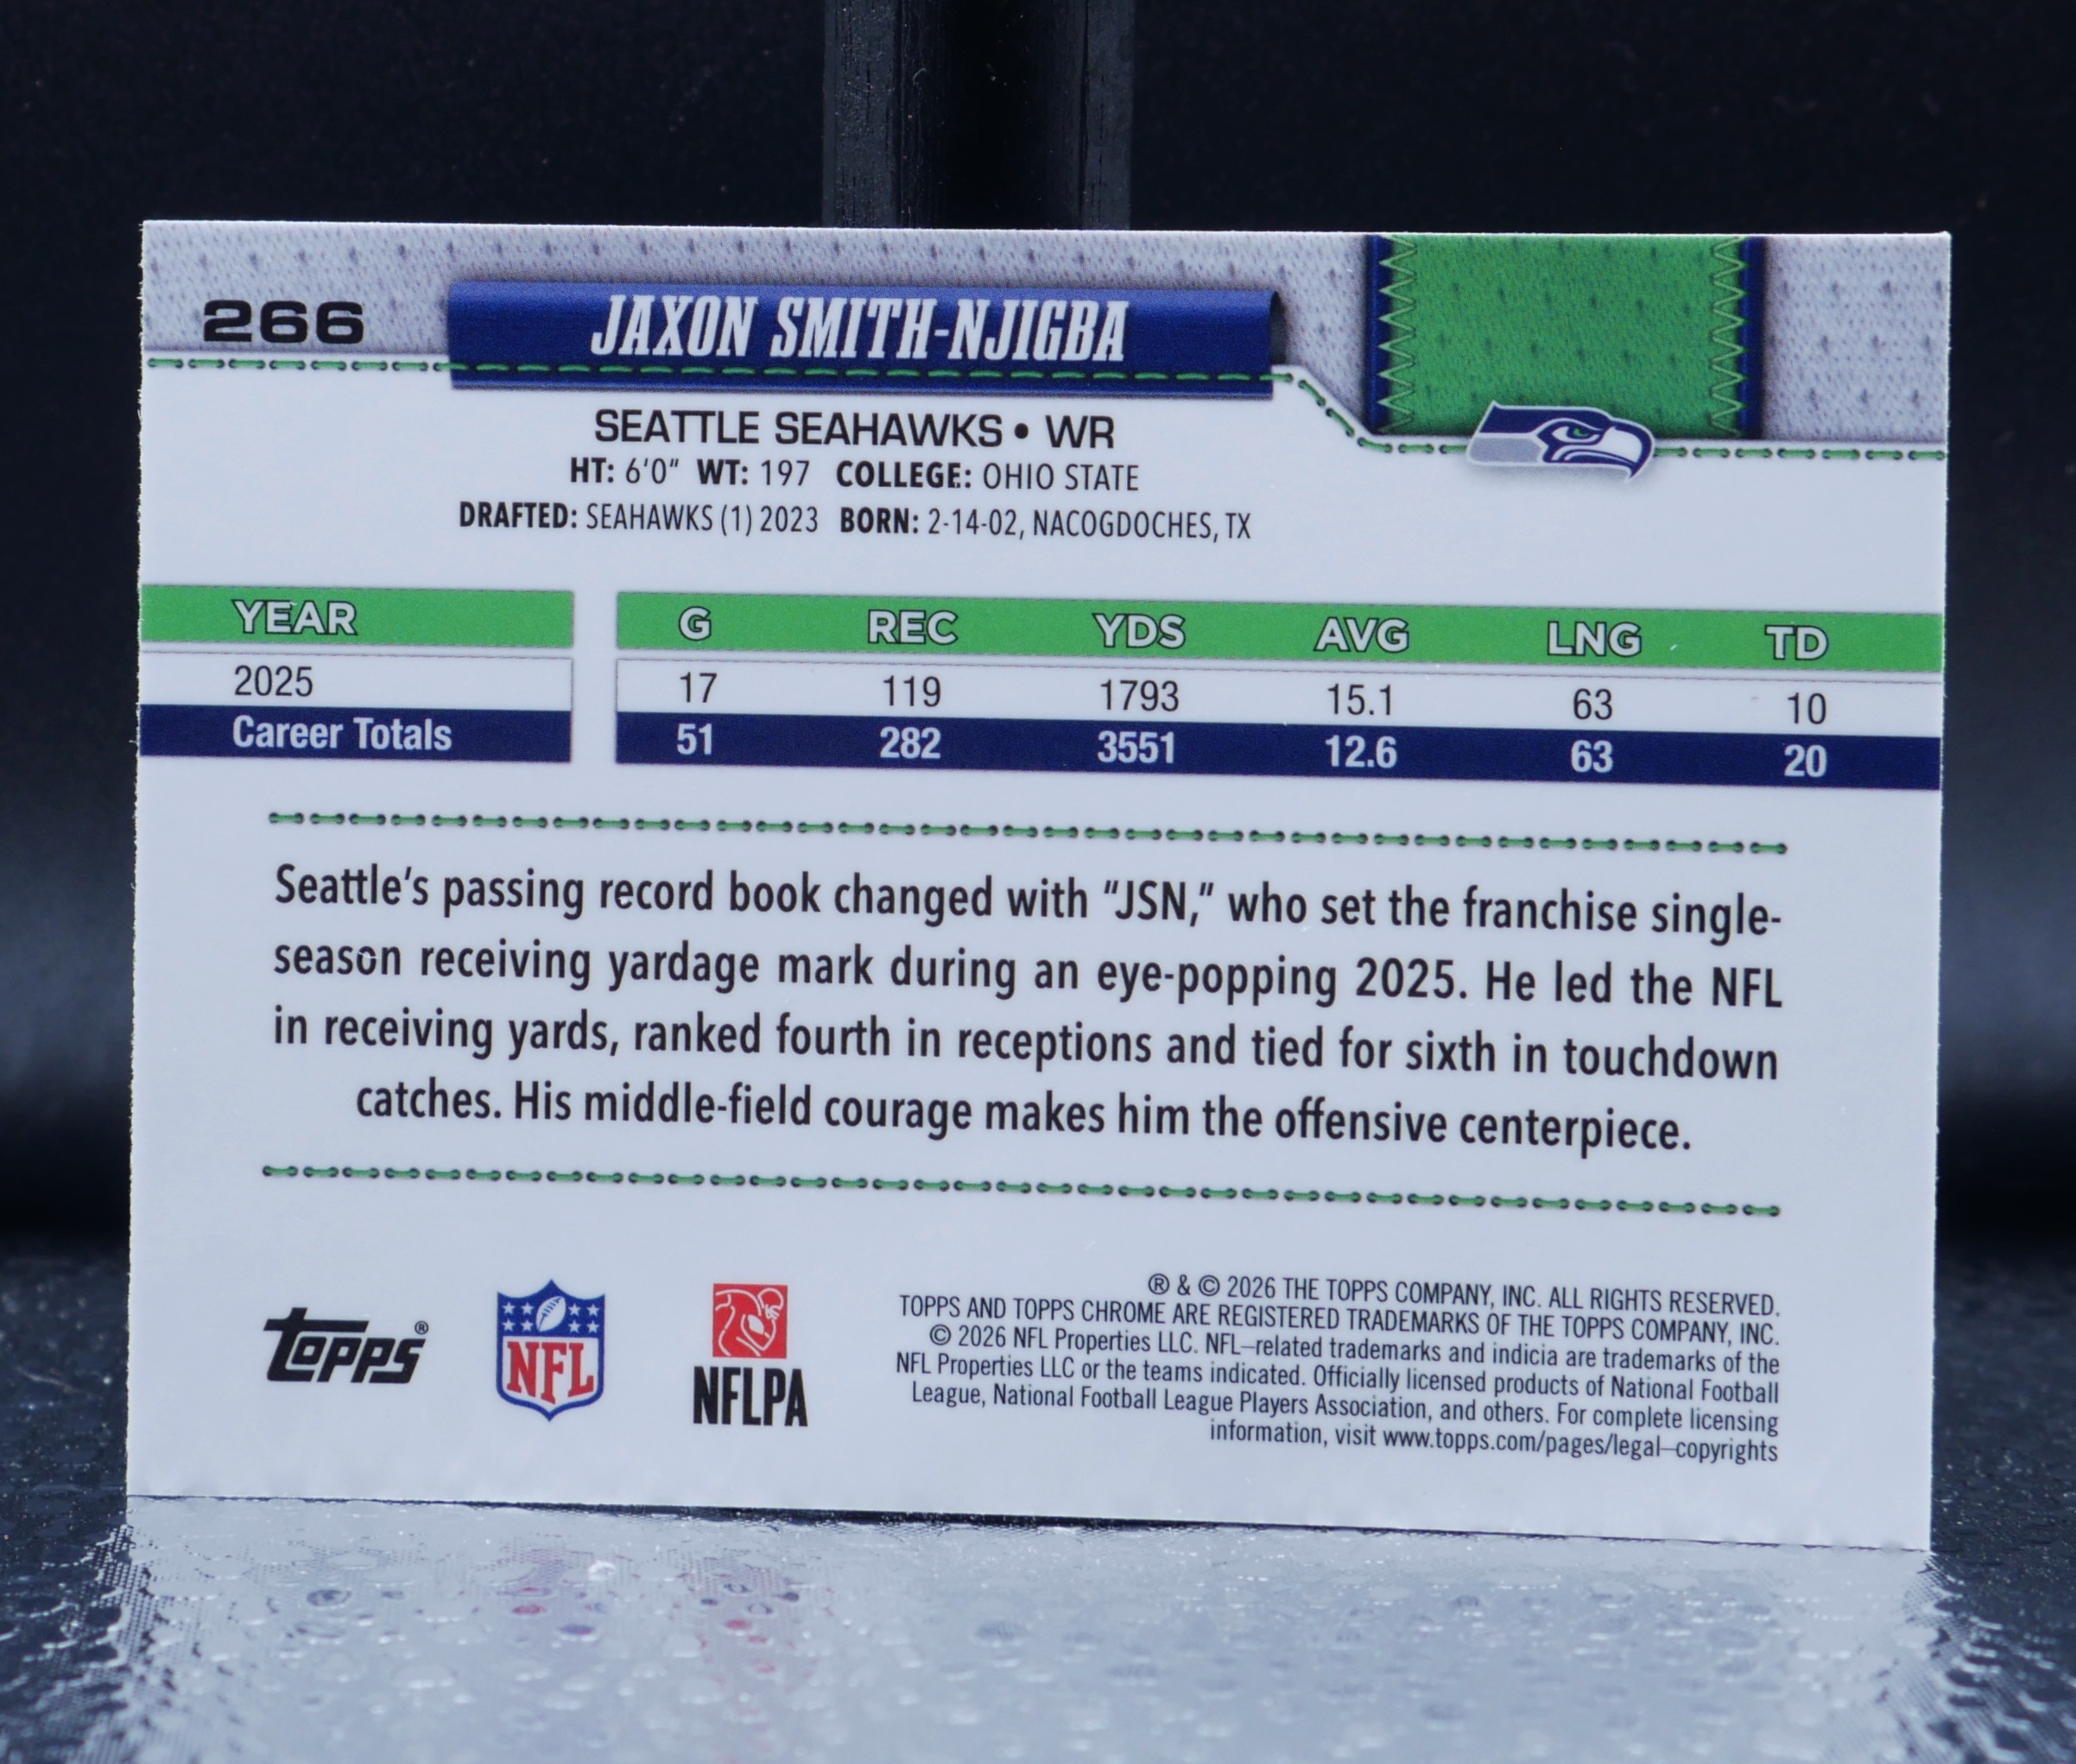 266
JAXON SMITH-NJIGBA
SEATTLE SEAHAWKS • WR
HT: 6'0" WT: 197 COLLEGE: OHIO STATE
DRAFTED: SEAHAWKS (1) 2023 BORN: 2-14-02, NACOGDOCHES, TX
YEAR G REC YDS AVG LNG TD
2025 17 119 1793 15.1 63 10
Career Totals 51 282 3551 12.6 63 20
Seattle's passing record book changed with "JSN," who set the franchise single-
season receiving yardage mark during an eye-popping 2025. He led the NFL
in receiving yards, ranked fourth in receptions and tied for sixth in touchdown
catches. His middle-field courage makes him the offensive centerpiece.
topps®
NFL
NFLPA
® & © 2026 THE TOPPS COMPANY, INC. ALL RIGHTS RESERVED.
TOPPS AND TOPPS CHROME ARE REGISTERED TRADEMARKS OF THE TOPPS COMPANY, INC.
© 2026 NFL Properties LLC. NFL–related trademarks and indicia are trademarks of the
NFL Properties LLC or the teams indicated. Officially licensed products of National Football
League, National Football League Players Association, and others. For complete licensing
information, visit www.topps.com/pages/legal–copyrights